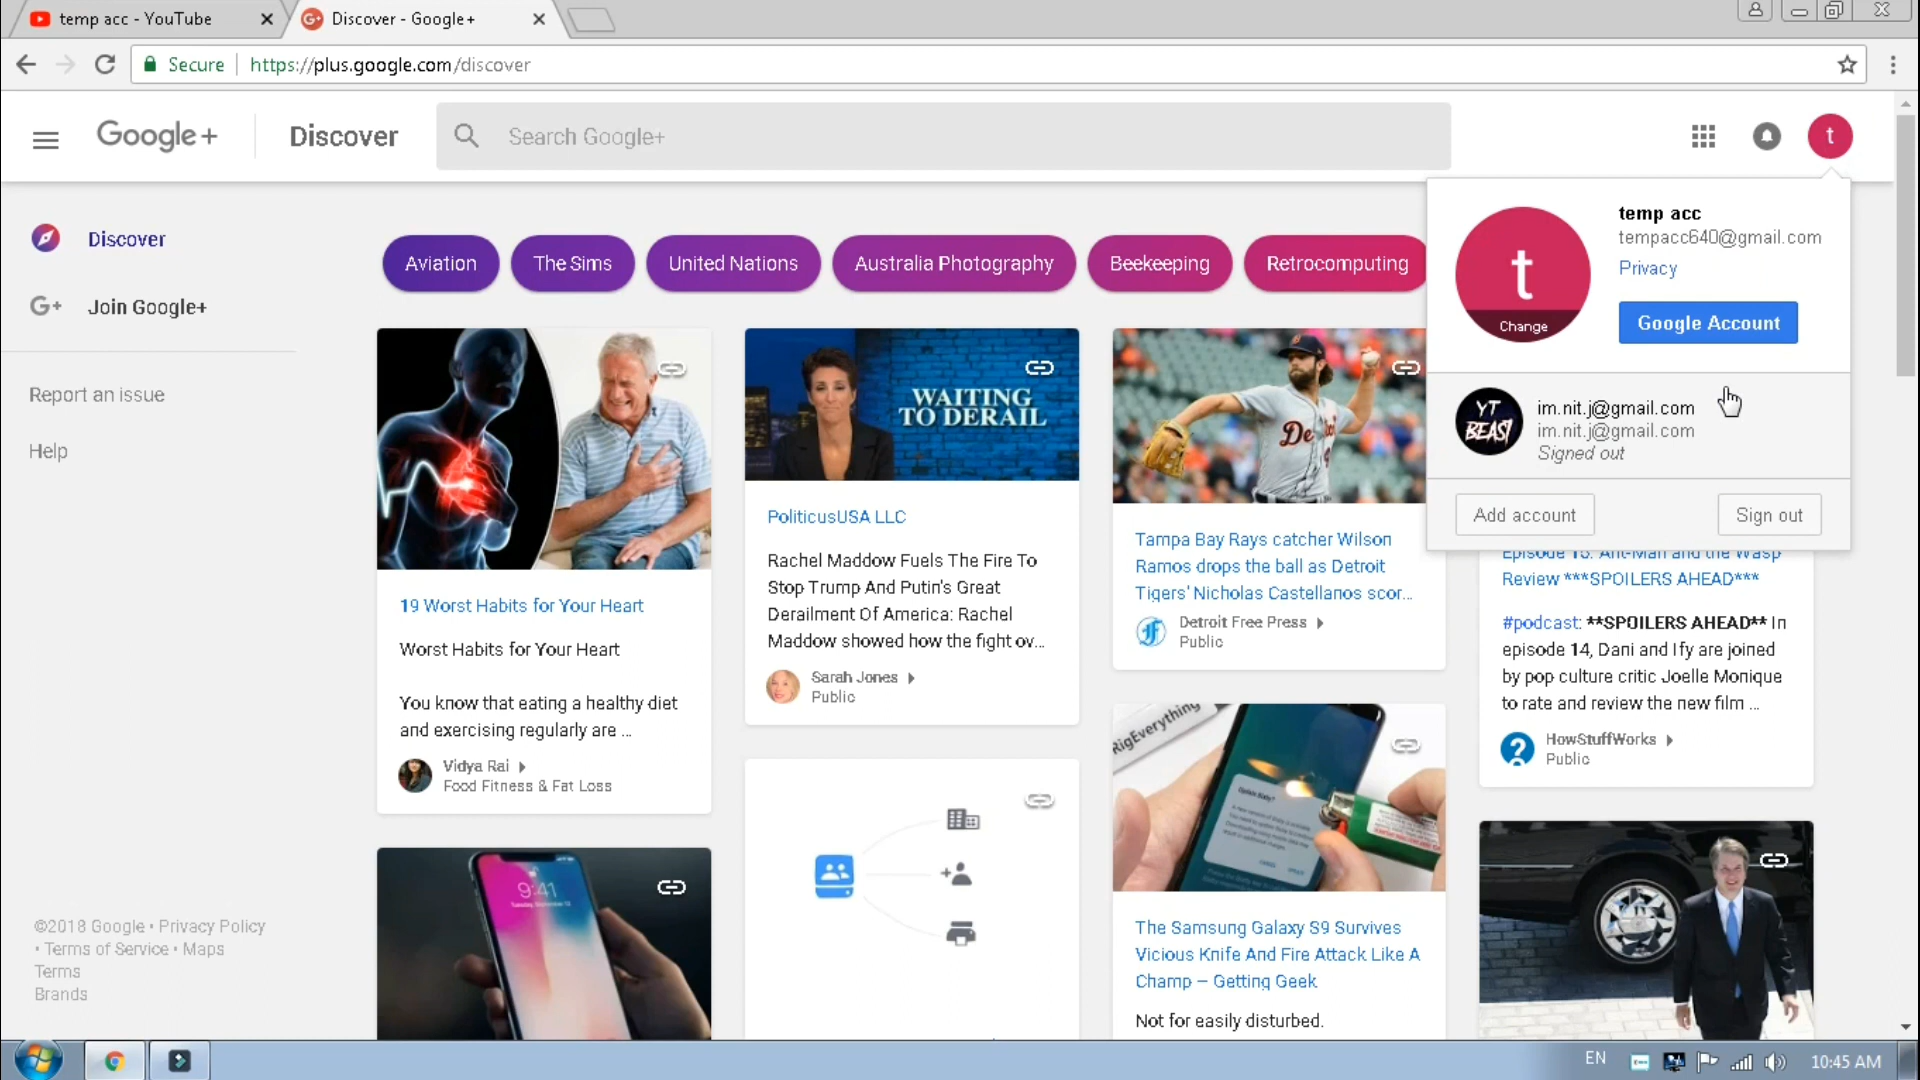 temp acc - YouTube
Discover - Google+
Secure
https://plus.google.com/discover
Google+
Discover
Search Google+
t
Discover
Join Google+
Report an issue
Help
©2018 Google • Privacy Policy
• Terms of Service • Maps
Terms
Brands
Aviation
The Sims
United Nations
Australia Photography
Beekeeping
Retrocomputing
19 Worst Habits for Your Heart
Worst Habits for Your Heart
You know that eating a healthy diet
and exercising regularly are ...
Vidya Rai
Food Fitness & Fat Loss
9:41
WAITING
TO DERAIL
PoliticusUSA LLC
Rachel Maddow Fuels The Fire To
Stop Trump And Putin's Great
Derailment Of America: Rachel
Maddow showed how the fight ov...
Sarah Jones
Public
Tampa Bay Rays catcher Wilson
Ramos drops the ball as Detroit
Tigers' Nicholas Castellanos scor...
Detroit Free Press
Public
RigEverything
The Samsung Galaxy S9 Survives
Vicious Knife And Fire Attack Like A
Champ – Getting Geek
Not for easily disturbed.
t
Change
temp acc
tempacc640@gmail.com
Privacy
Google Account
YT
BEAST
im.nit.j@gmail.com
im.nit.j@gmail.com
Signed out
Add account
Sign out
Episode 15: Ant-Man and the Wasp
Review ***SPOILERS AHEAD***
#podcast: **SPOILERS AHEAD** In
episode 14, Dani and Ify are joined
by pop culture critic Joelle Monique
to rate and review the new film ...
HowStuffWorks
Public
EN
10:45 AM